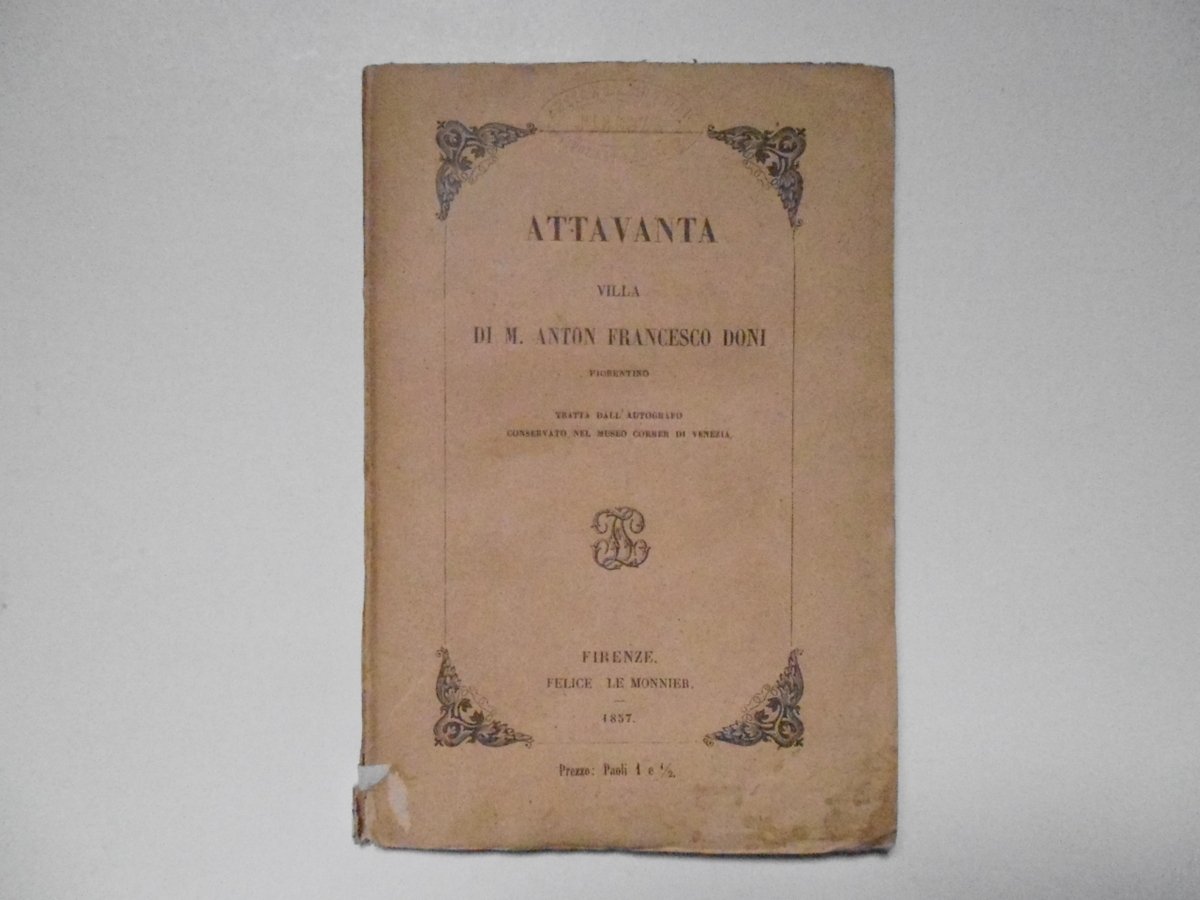 ATTAVANTA
VILLA
DI M. ANTON FRANCESCO DONI
FIORENTINO
TRATTA DALL' AUTOGRAFO
CONSERVATO NEL MUSEO CORRER DI VENEZIA.
FIRENZE.
FELICE LE MONNIER.
1857.
Prezzo: Paoli 1 e 1/2.